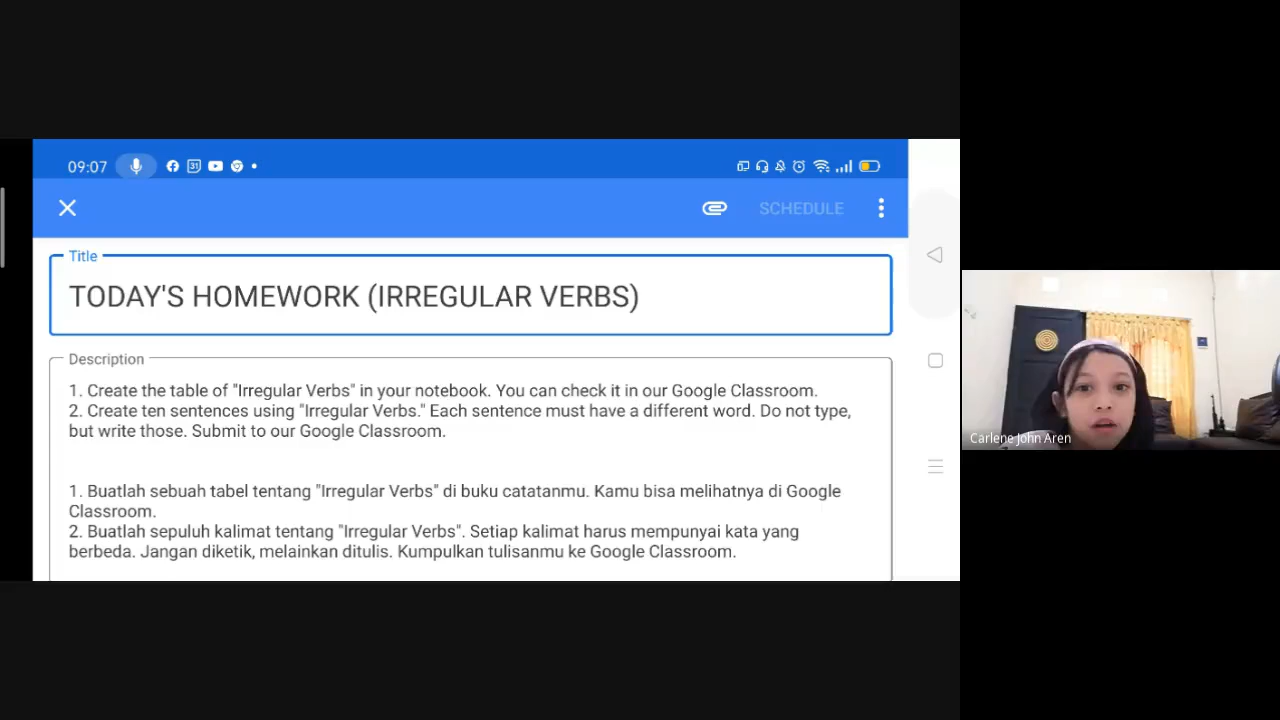 09:07
31
SCHEDULE
Title
TODAY'S HOMEWORK (IRREGULAR VERBS)
Description
1. Create the table of "Irregular Verbs" in your notebook. You can check it in our Google Classroom.
2. Create ten sentences using "Irregular Verbs." Each sentence must have a different word. Do not type,
but write those. Submit to our Google Classroom.
1. Buatlah sebuah tabel tentang "Irregular Verbs" di buku catatanmu. Kamu bisa melihatnya di Google
Classroom.
2. Buatlah sepuluh kalimat tentang "Irregular Verbs". Setiap kalimat harus mempunyai kata yang
berbeda. Jangan diketik, melainkan ditulis. Kumpulkan tulisanmu ke Google Classroom.
Carlene John Aren